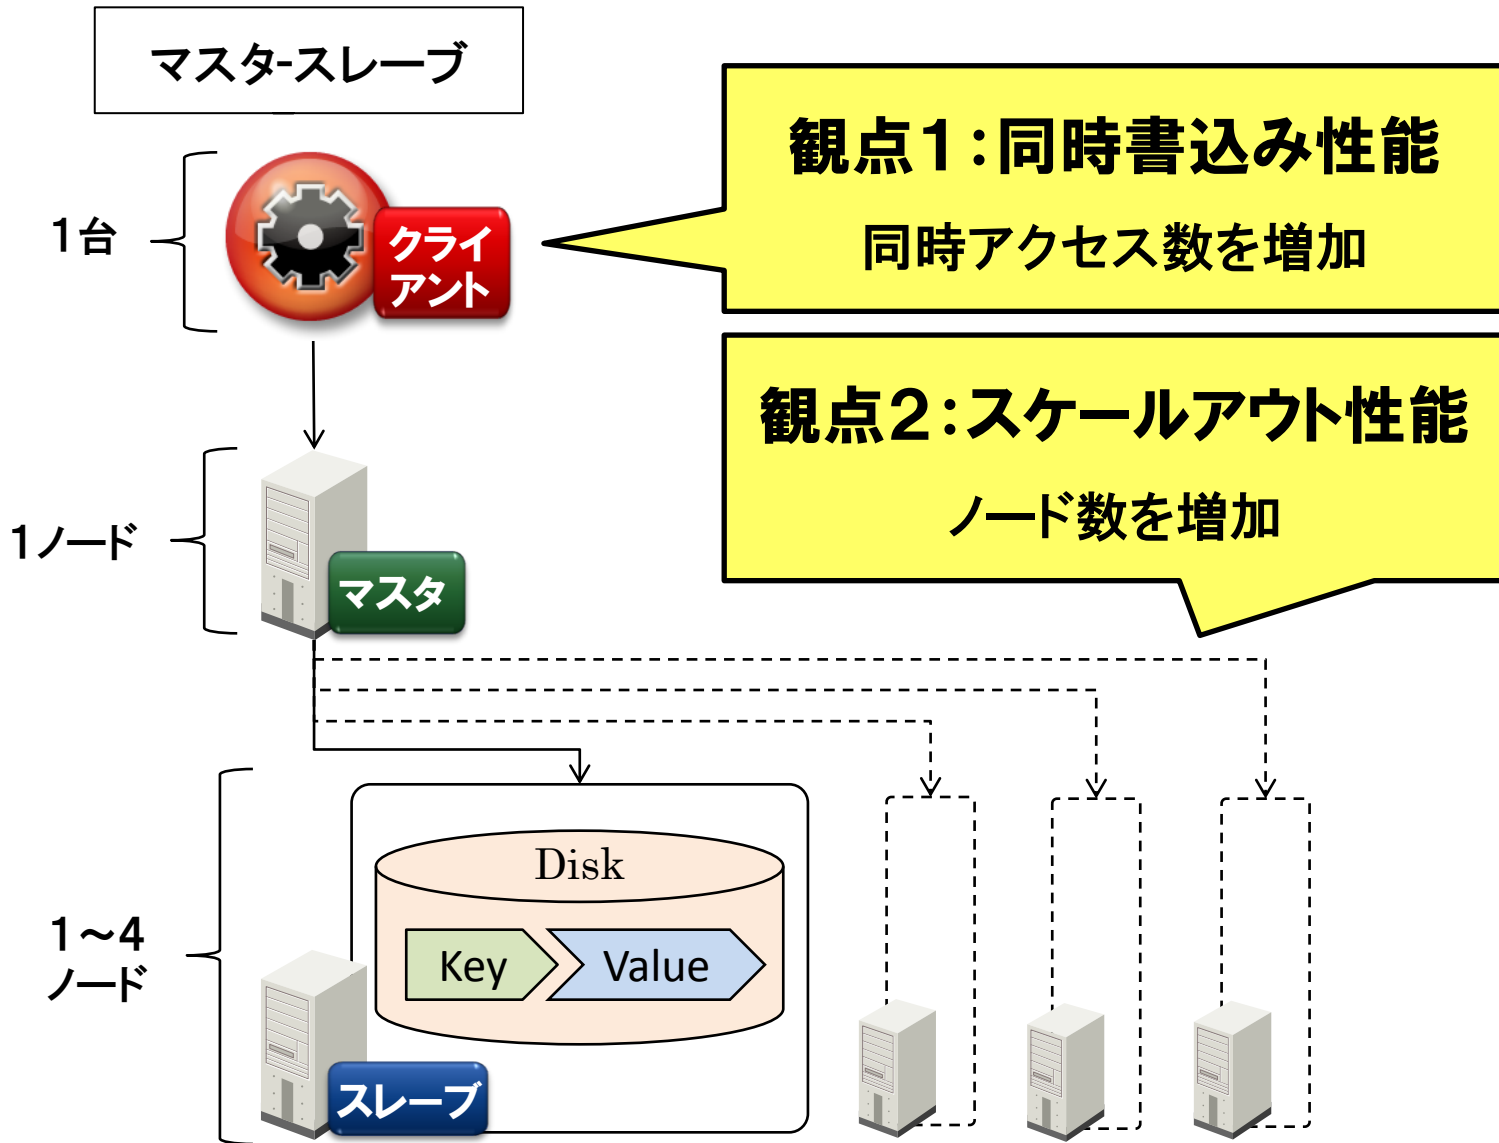 マスタ-スレーブ
観点1:同時書込み性能
同時アクセス数を増加
1台
クライ
アント
観点2:スケールアウト性能
ノード数を増加
1ノード
マスタ
Disk
Key
Value
1～4
ノード
スレーブ